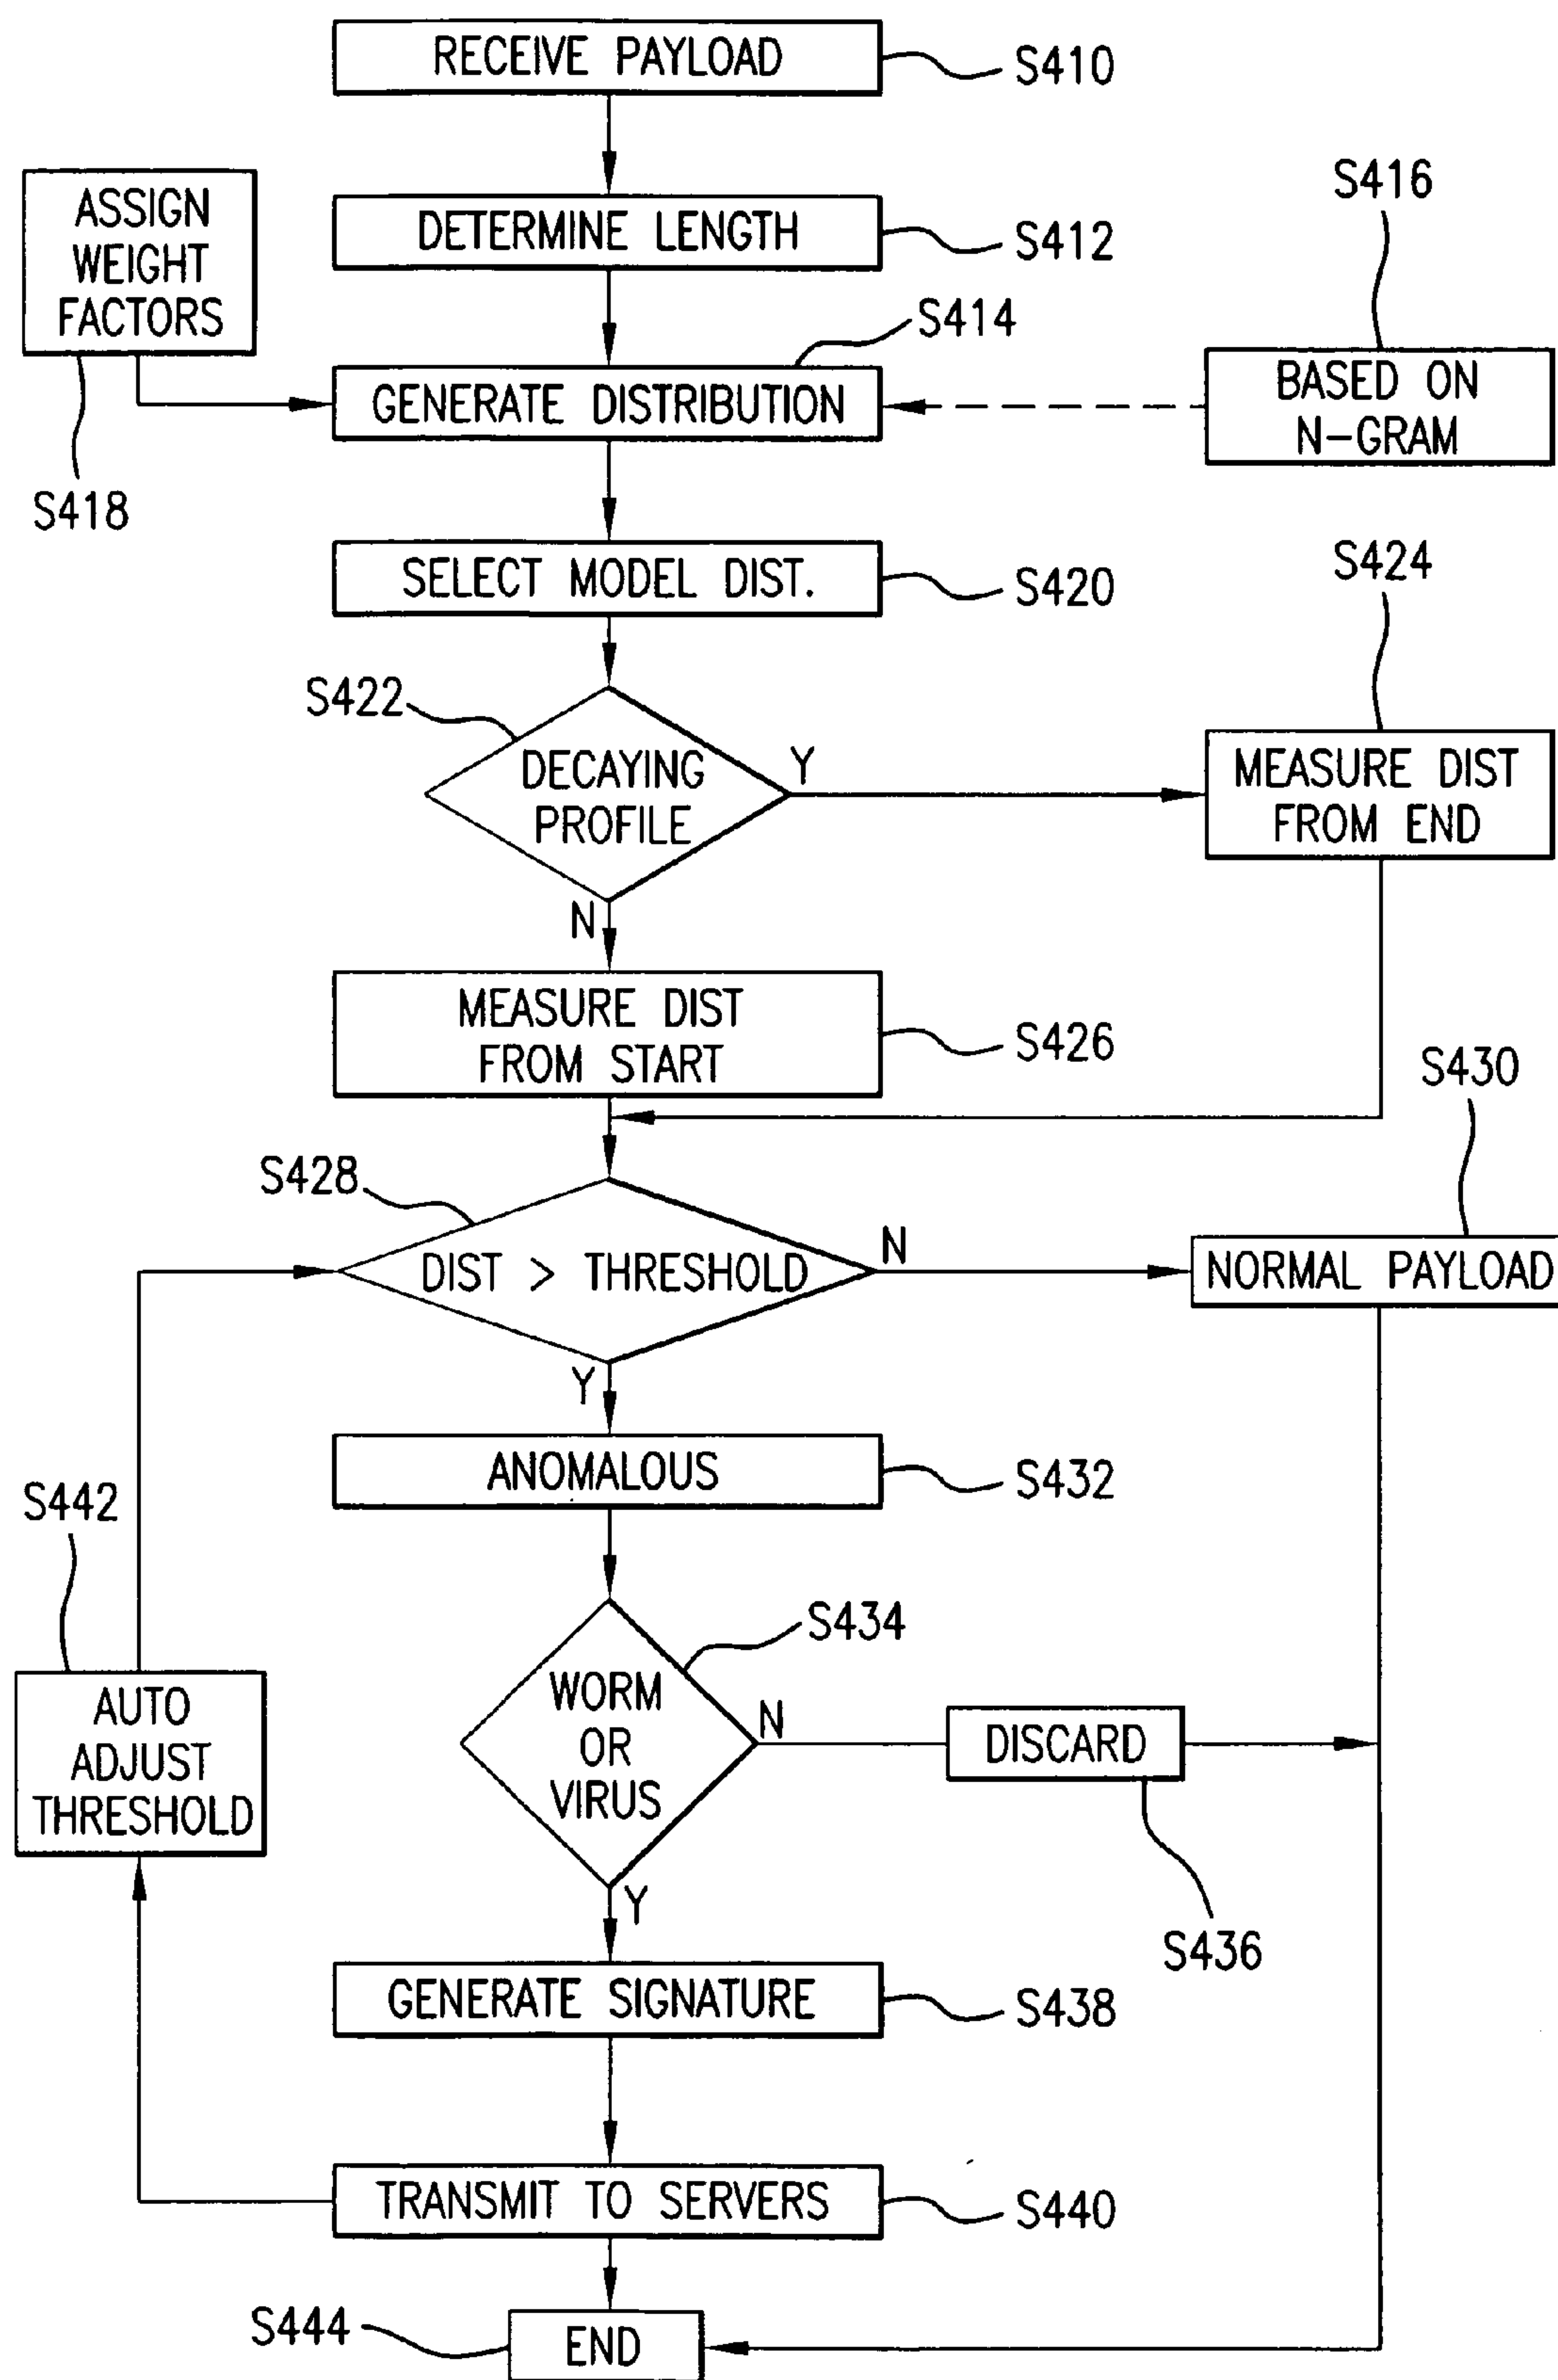 RECEIVE PAYLOAD
S410
ASSIGN
WEIGHT
FACTORS
S418
DETERMINE LENGTH
S412
S416
S414
GENERATE DISTRIBUTION
BASED ON
N-GRAM
SELECT MODEL DIST.
S420
S424
S422
DECAYING
PROFILE
Y
N
MEASURE DIST
FROM END
MEASURE DIST
FROM START
S426
S430
S428
DIST > THRESHOLD
N
Y
NORMAL PAYLOAD
ANOMALOUS
S432
S442
AUTO
ADJUST
THRESHOLD
S434
WORM
OR
VIRUS
N
Y
DISCARD
S436
GENERATE SIGNATURE
S438
TRANSMIT TO SERVERS
S440
S444
END